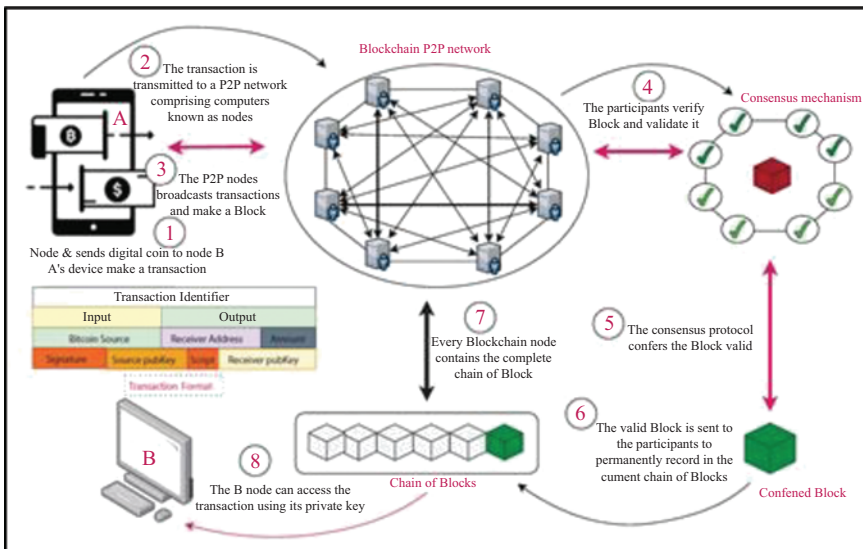 Blockchain P2P network
2
The transaction is
transmitted to a P2P network
comprising computers
known as nodes
A
3
The P2P nodes
broadcasts transactions
and make a Block
1
Node & sends digital coin to node B
A's device make a transaction
4
The participants verify
Block and validate it
Consensus mechanism
Transaction Identifier
Input Output
Bitcoin Source Receiver Address Amount
Signature Source pubKey Script Receiver pubKey
Transaction Format
7
Every Blockchain node
contains the complete
chain of Block
5
The consensus protocol
confers the Block valid
6
The valid Block is sent to
the participants to
permanently record in the
cument chain of Blocks
Confened Block
B
8
The B node can access the
transaction using its private key
Chain of Blocks